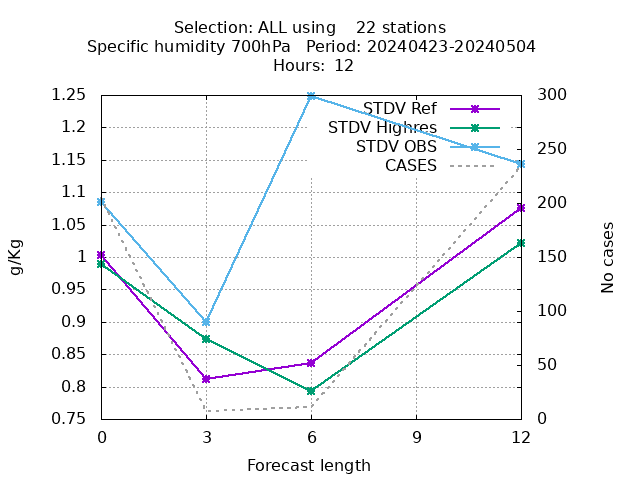 Selection: ALL using    22 stations
Specific humidity 700hPa   Period: 20240423-20240504
Hours: 12
1.25
1.2
1.15
1.1
1.05
1
0.95
0.9
0.85
0.8
0.75
g/Kg
STDV Ref
STDV Highres
STDV OBS
CASES
300
250
200
150
100
50
0
No cases
0 3 6 9 12
Forecast length